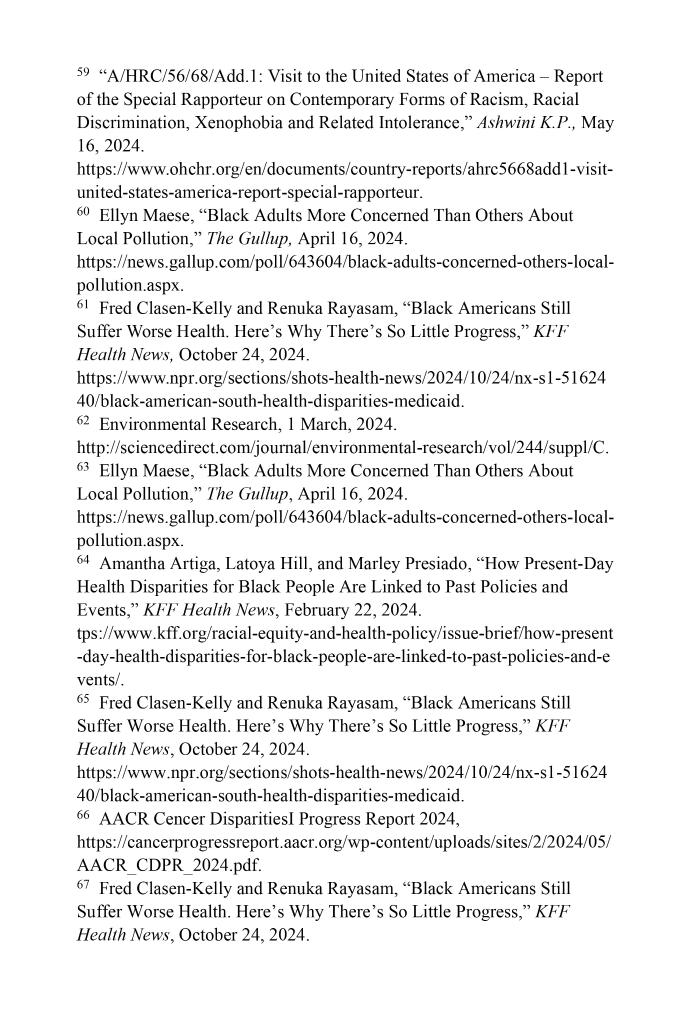 59 “A/HRC/56/68/Add.1: Visit to the United States of America – Report
of the Special Rapporteur on Contemporary Forms of Racism, Racial
Discrimination, Xenophobia and Related Intolerance,” Ashwini K.P., May
16, 2024.
https://www.ohchr.org/en/documents/country-reports/ahrc5668add1-visit-
united-states-america-report-special-rapporteur.
60 Ellyn Maese, “Black Adults More Concerned Than Others About
Local Pollution,” The Gullup, April 16, 2024.
https://news.gallup.com/poll/643604/black-adults-concerned-others-local-
pollution.aspx.
61 Fred Clasen-Kelly and Renuka Rayasam, “Black Americans Still
Suffer Worse Health. Here’s Why There’s So Little Progress,” KFF
Health News, October 24, 2024.
https://www.npr.org/sections/shots-health-news/2024/10/24/nx-s1-51624
40/black-american-south-health-disparities-medicaid.
62 Environmental Research, 1 March, 2024.
http://sciencedirect.com/journal/environmental-research/vol/244/suppl/C.
63 Ellyn Maese, “Black Adults More Concerned Than Others About
Local Pollution,” The Gullup, April 16, 2024.
https://news.gallup.com/poll/643604/black-adults-concerned-others-local-
pollution.aspx.
64 Amantha Artiga, Latoya Hill, and Marley Presiado, “How Present-Day
Health Disparities for Black People Are Linked to Past Policies and
Events,” KFF Health News, February 22, 2024.
tps://www.kff.org/racial-equity-and-health-policy/issue-brief/how-present
-day-health-disparities-for-black-people-are-linked-to-past-policies-and-e
vents/.
65 Fred Clasen-Kelly and Renuka Rayasam, “Black Americans Still
Suffer Worse Health. Here’s Why There’s So Little Progress,” KFF
Health News, October 24, 2024.
https://www.npr.org/sections/shots-health-news/2024/10/24/nx-s1-51624
40/black-american-south-health-disparities-medicaid.
66 AACR Cencer DisparitiesI Progress Report 2024,
https://cancerprogressreport.aacr.org/wp-content/uploads/sites/2/2024/05/
AACR_CDPR_2024.pdf.
67 Fred Clasen-Kelly and Renuka Rayasam, “Black Americans Still
Suffer Worse Health. Here’s Why There’s So Little Progress,” KFF
Health News, October 24, 2024.